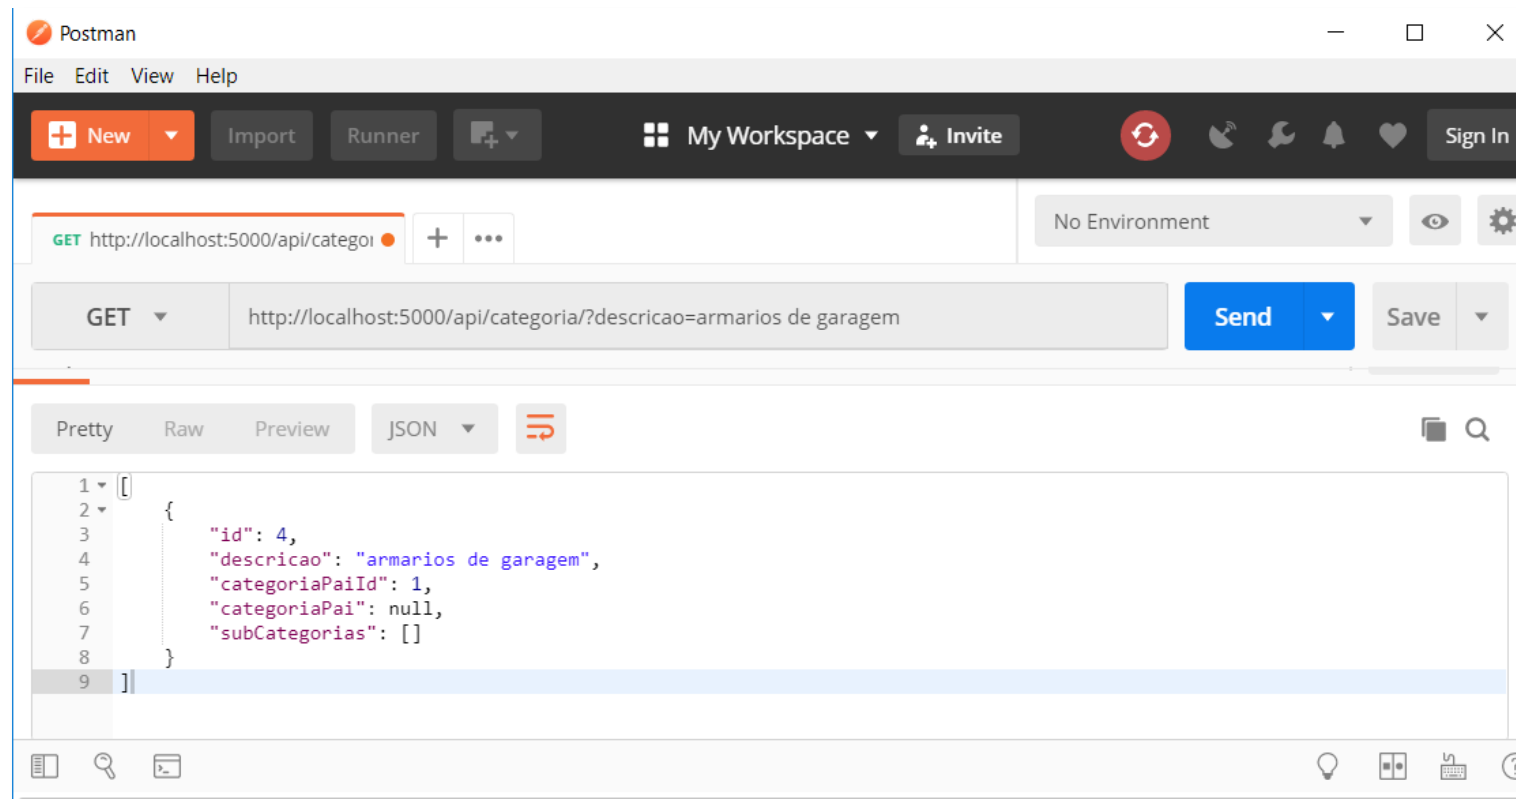 Postman
File Edit View Help
New Import Runner My Workspace Invite Sign In
GET http://localhost:5000/api/categor No Environment
GET http://localhost:5000/api/categoria/?descricao=armarios de garagem Send Save
Pretty Raw Preview JSON
1 [
2 {
3 "id": 4,
4 "descricao": "armarios de garagem",
5 "categoriaPaiId": 1,
6 "categoriaPai": null,
7 "subCategorias": []
8 }
9 ]